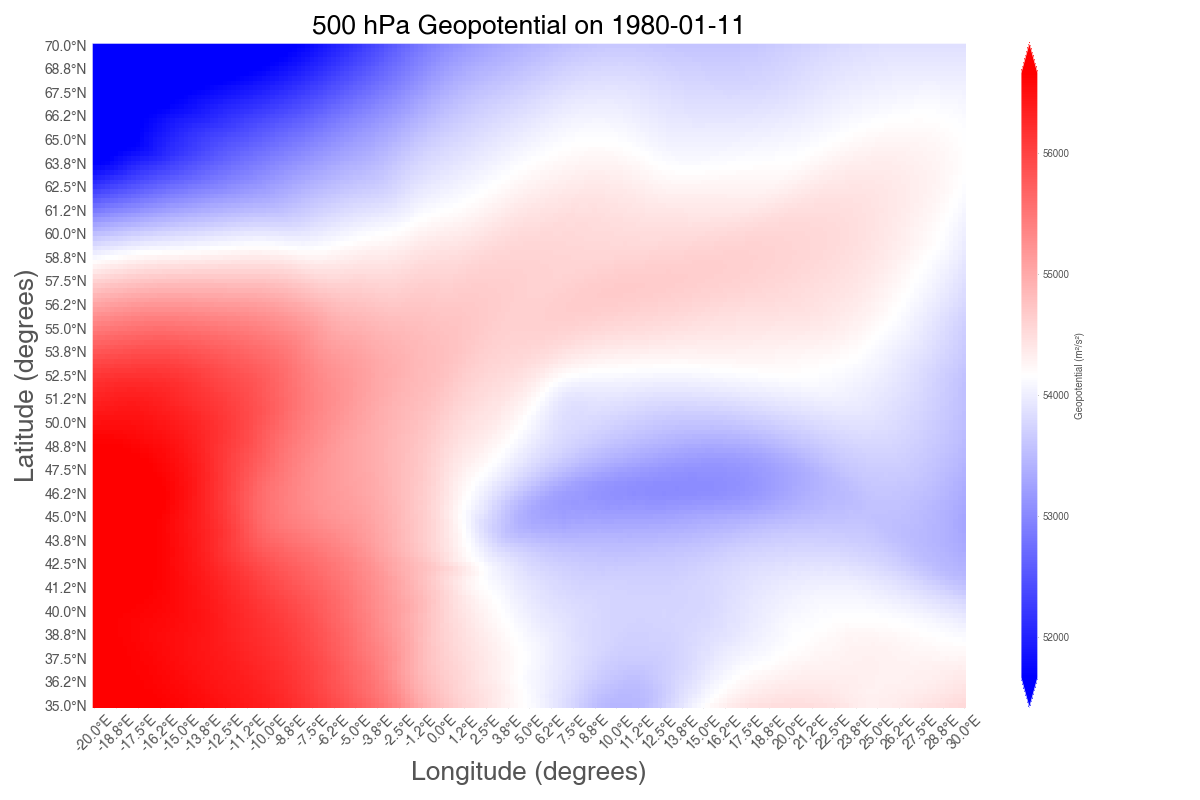 500 hPa Geopotential on 1980-01-11
70.0°N
68.8°N
67.5°N
66.2°N
65.0°N
63.8°N
62.5°N
61.2°N
60.0°N
58.8°N
57.5°N
56.2°N
55.0°N
53.8°N
52.5°N
51.2°N
50.0°N
48.8°N
47.5°N
46.2°N
45.0°N
43.8°N
42.5°N
41.2°N
40.0°N
38.8°N
37.5°N
36.2°N
35.0°N
Latitude (degrees)
-20.0°E
-18.8°E
-17.5°E
-16.2°E
-15.0°E
-13.8°E
-12.5°E
-11.2°E
-10.0°E
-8.8°E
-7.5°E
-6.2°E
-5.0°E
-3.8°E
-2.5°E
-1.2°E
0.0°E
1.2°E
2.5°E
3.8°E
5.0°E
6.2°E
7.5°E
8.8°E
10.0°E
11.2°E
12.5°E
13.8°E
15.0°E
16.2°E
17.5°E
18.8°E
20.0°E
21.2°E
22.5°E
23.8°E
25.0°E
26.2°E
27.5°E
28.8°E
30.0°E
Longitude (degrees)
56000
55000
54000
53000
52000
Geopotential (m²/s²)